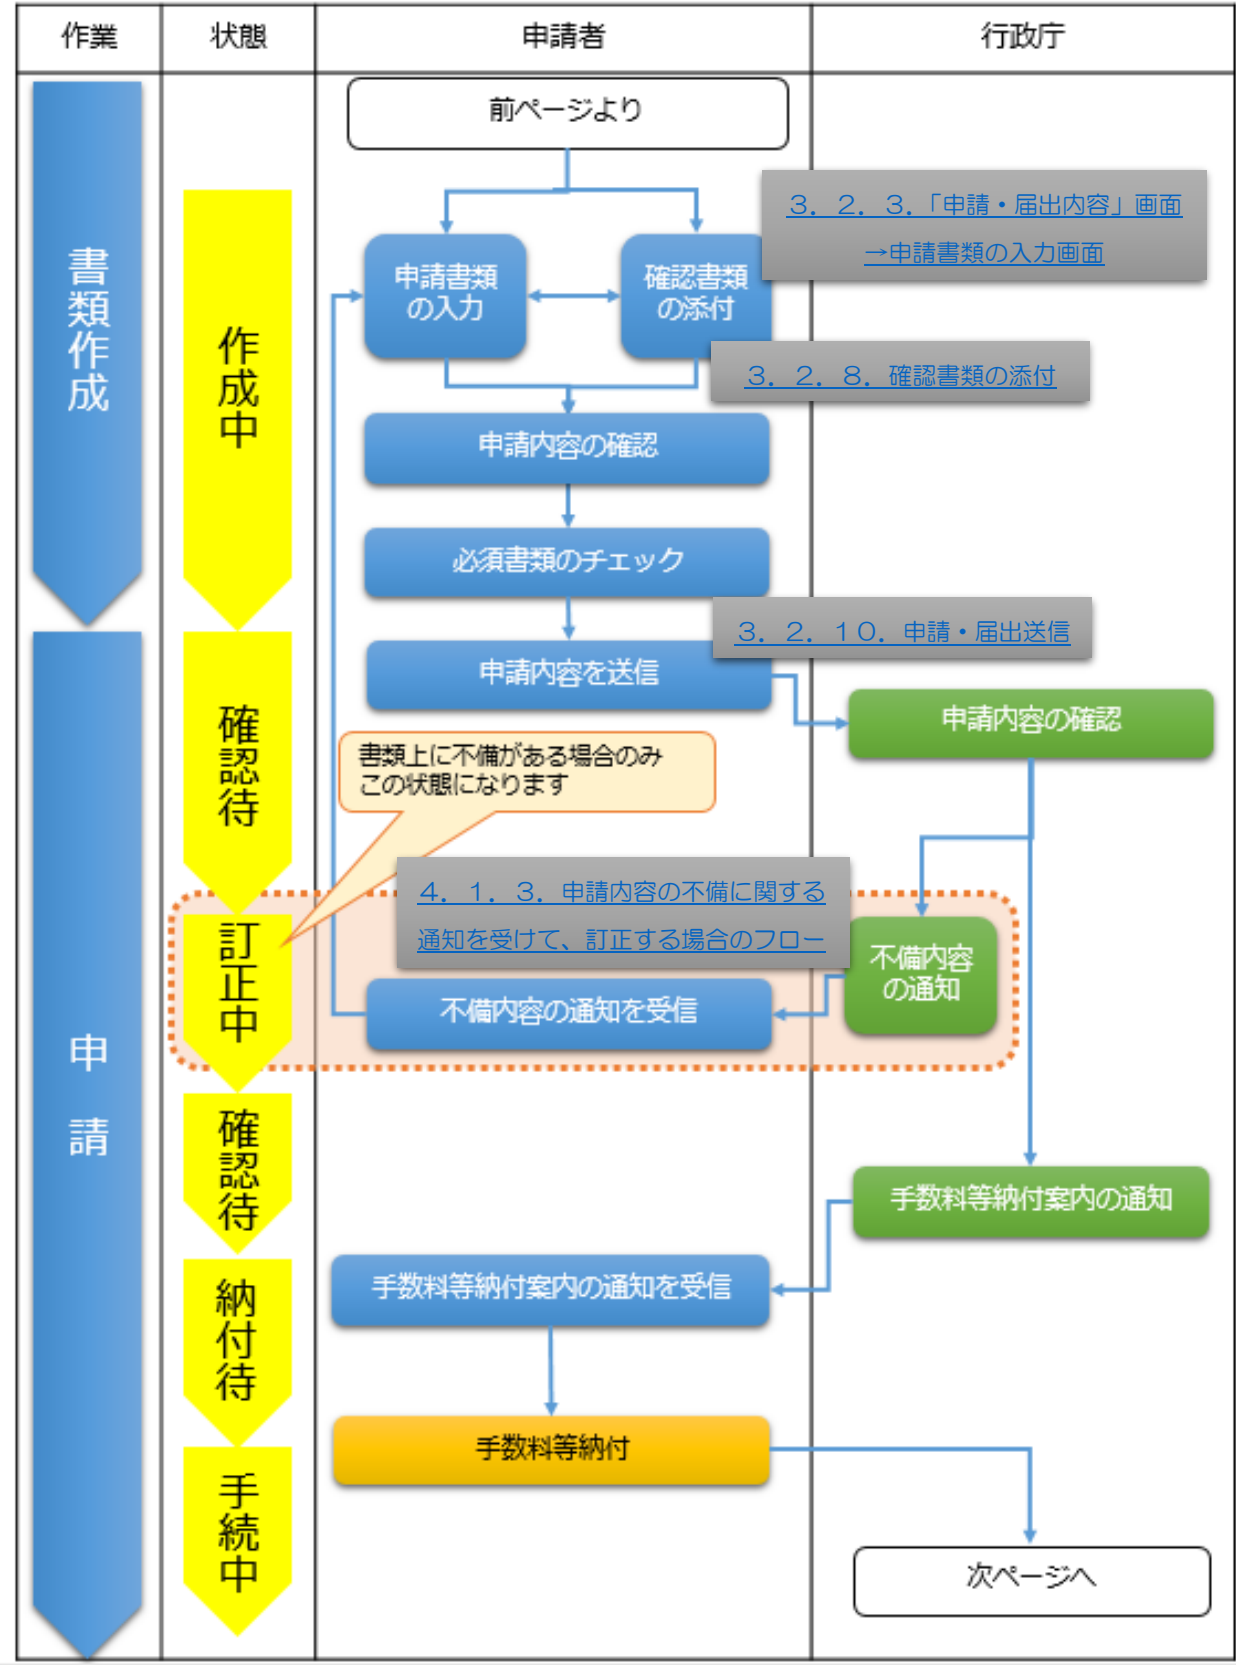 作業
状態
申請者
行政庁
前ページより
書類作成
作成中
3．2．3．「申請・届出内容」画面
→申請書類の入力画面
申請書類
の入力
確認書類
の添付
3．2．8．確認書類の添付
申請内容の確認
必須書類のチェック
3．2．10．申請・届出送信
申請内容を送信
申請内容の確認
確認待
書類上に不備がある場合のみ
この状態になります
4．1．3．申請内容の不備に関する
通知を受けて、訂正する場合のフロー
訂正中
不備内容
の通知
不備内容の通知を受信
申請
確認待
手数料等納付案内の通知
手数料等納付案内の通知を受信
納付待
手数料等納付
手続中
次ページへ